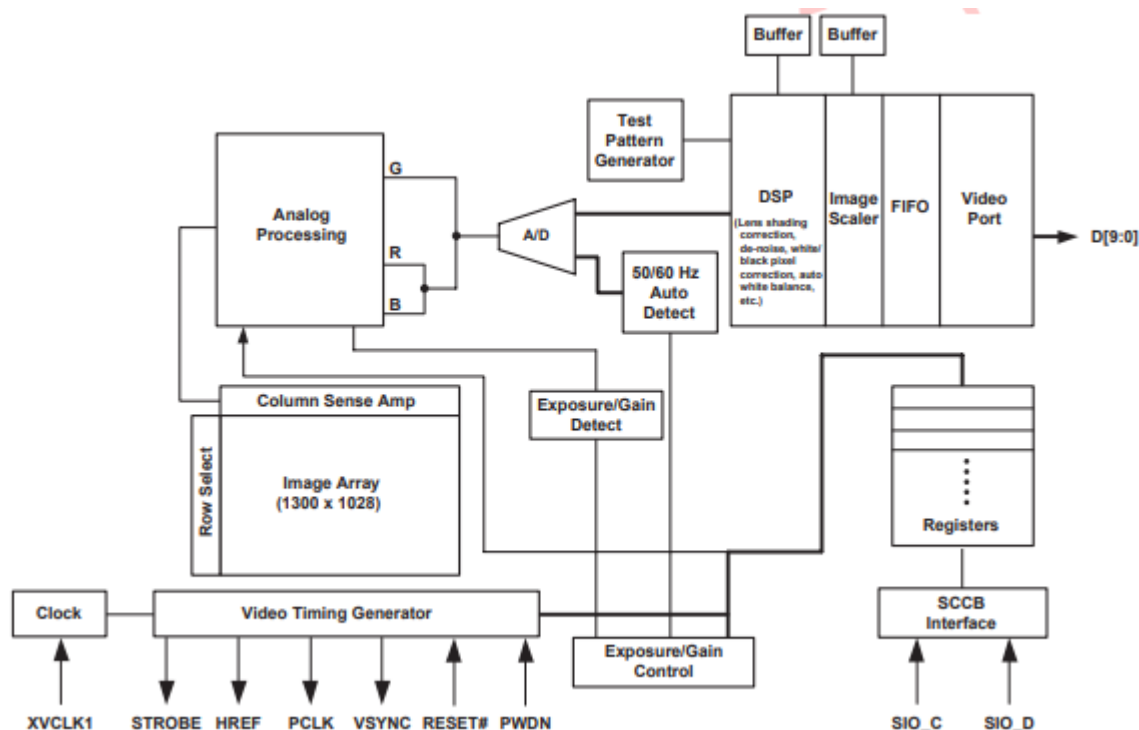 Buffer
Buffer
Test
Pattern
Generator
DSP
(Lens shading
correction,
de-noise, white/
black pixel
correction, auto
white balance,
etc.)
Image
Scaler
FIFO
Video
Port
D[9:0]
Analog
Processing
G
R
B
A/D
50/60 Hz
Auto
Detect
Column Sense Amp
Row Select
Image Array
(1300 x 1028)
Exposure/Gain
Detect
Registers
Clock
Video Timing Generator
Exposure/Gain
Control
SCCB
Interface
XVCLK1
STROBE
HREF
PCLK
VSYNC
RESET#
PWDN
SIO_C
SIO_D